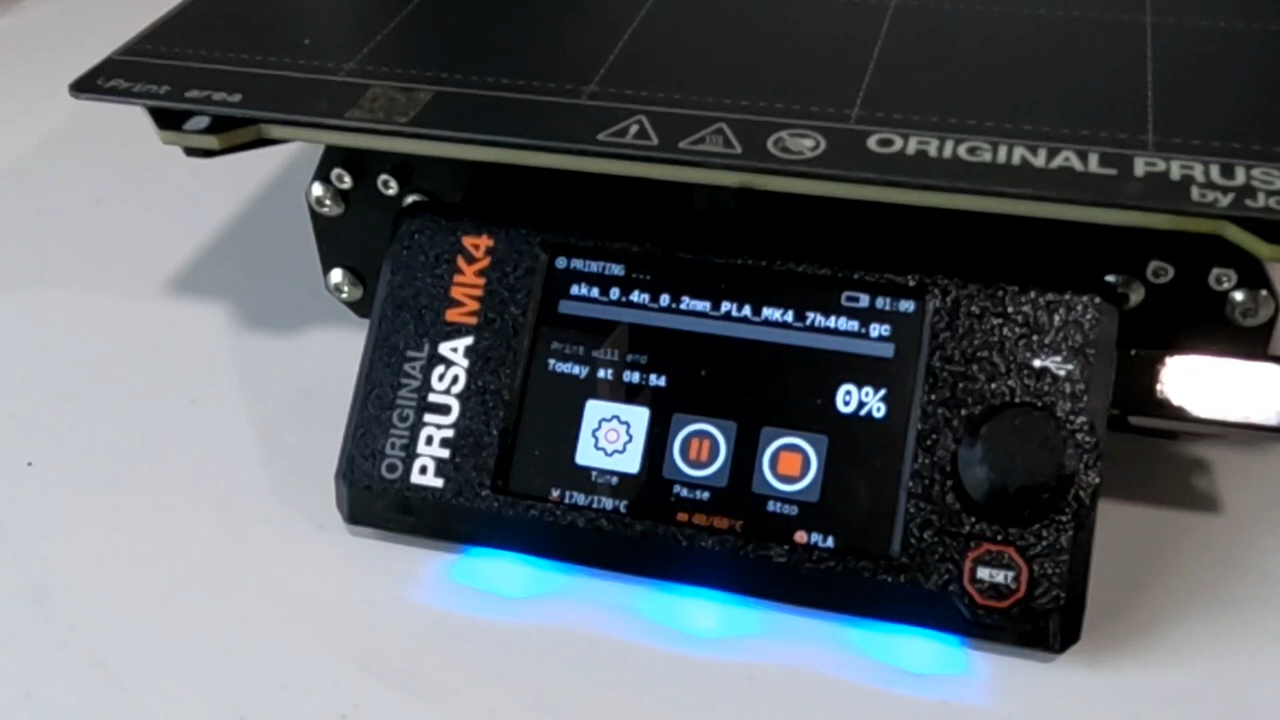 Print area
ORIGINAL PRUS
by Jo
ORIGINAL
PRUSA MK4
PRINTING ...
01:09
aka_0.4n_0.2mm_PLA_MK4_7h46m.gc
Print will end
Today at 08:54
0%
Tune
Pause
Stop
170/170°C
40/60°C
PLA
RESET